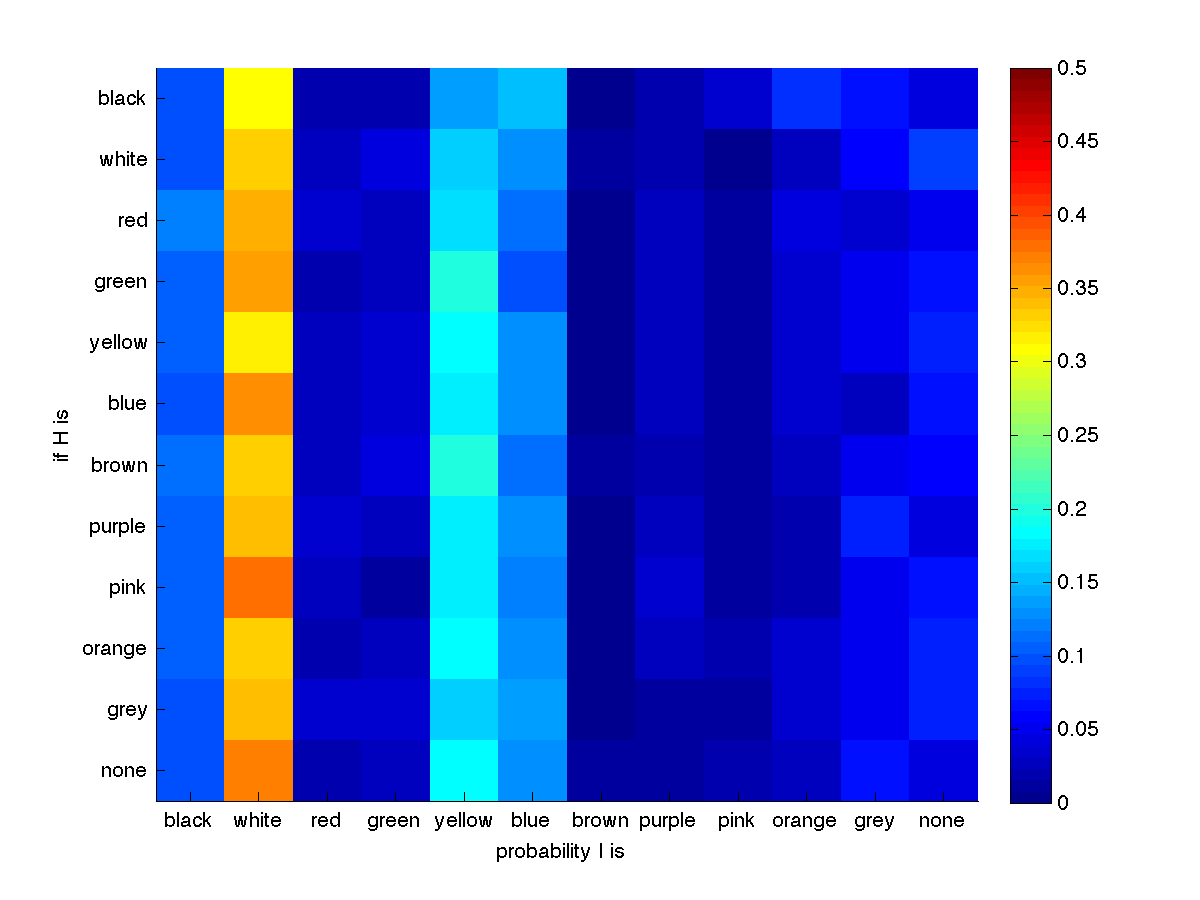 black
white
red
green
yellow
blue
brown
purple
pink
orange
grey
none
if H is
black white red green yellow blue brown purple pink orange grey none
probability I is
0.5
0.45
0.4
0.35
0.3
0.25
0.2
0.15
0.1
0.05
0